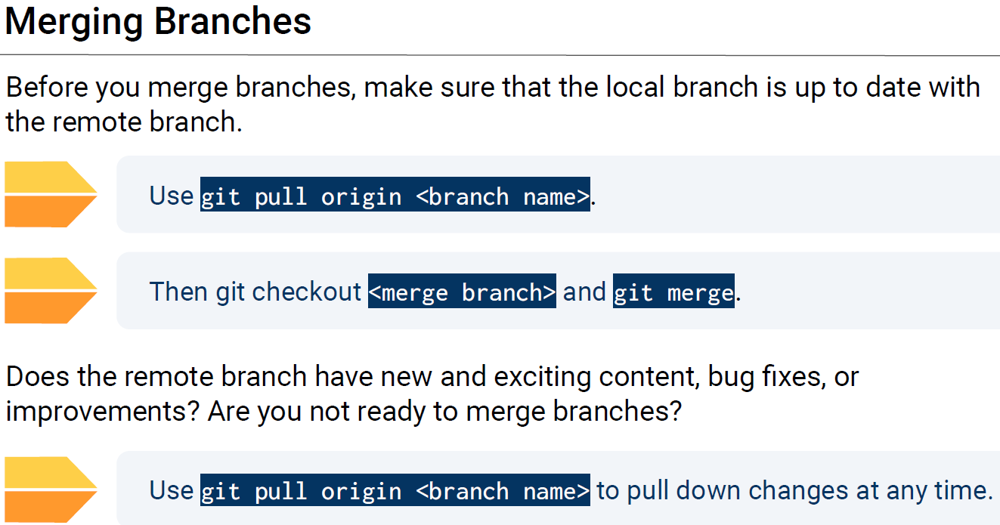 Merging Branches
Before you merge branches, make sure that the local branch is up to date with
the remote branch.
Use git pull origin <branch name>.
Then git checkout <merge branch> and git merge.
Does the remote branch have new and exciting content, bug fixes, or
improvements? Are you not ready to merge branches?
Use git pull origin <branch name> to pull down changes at any time.